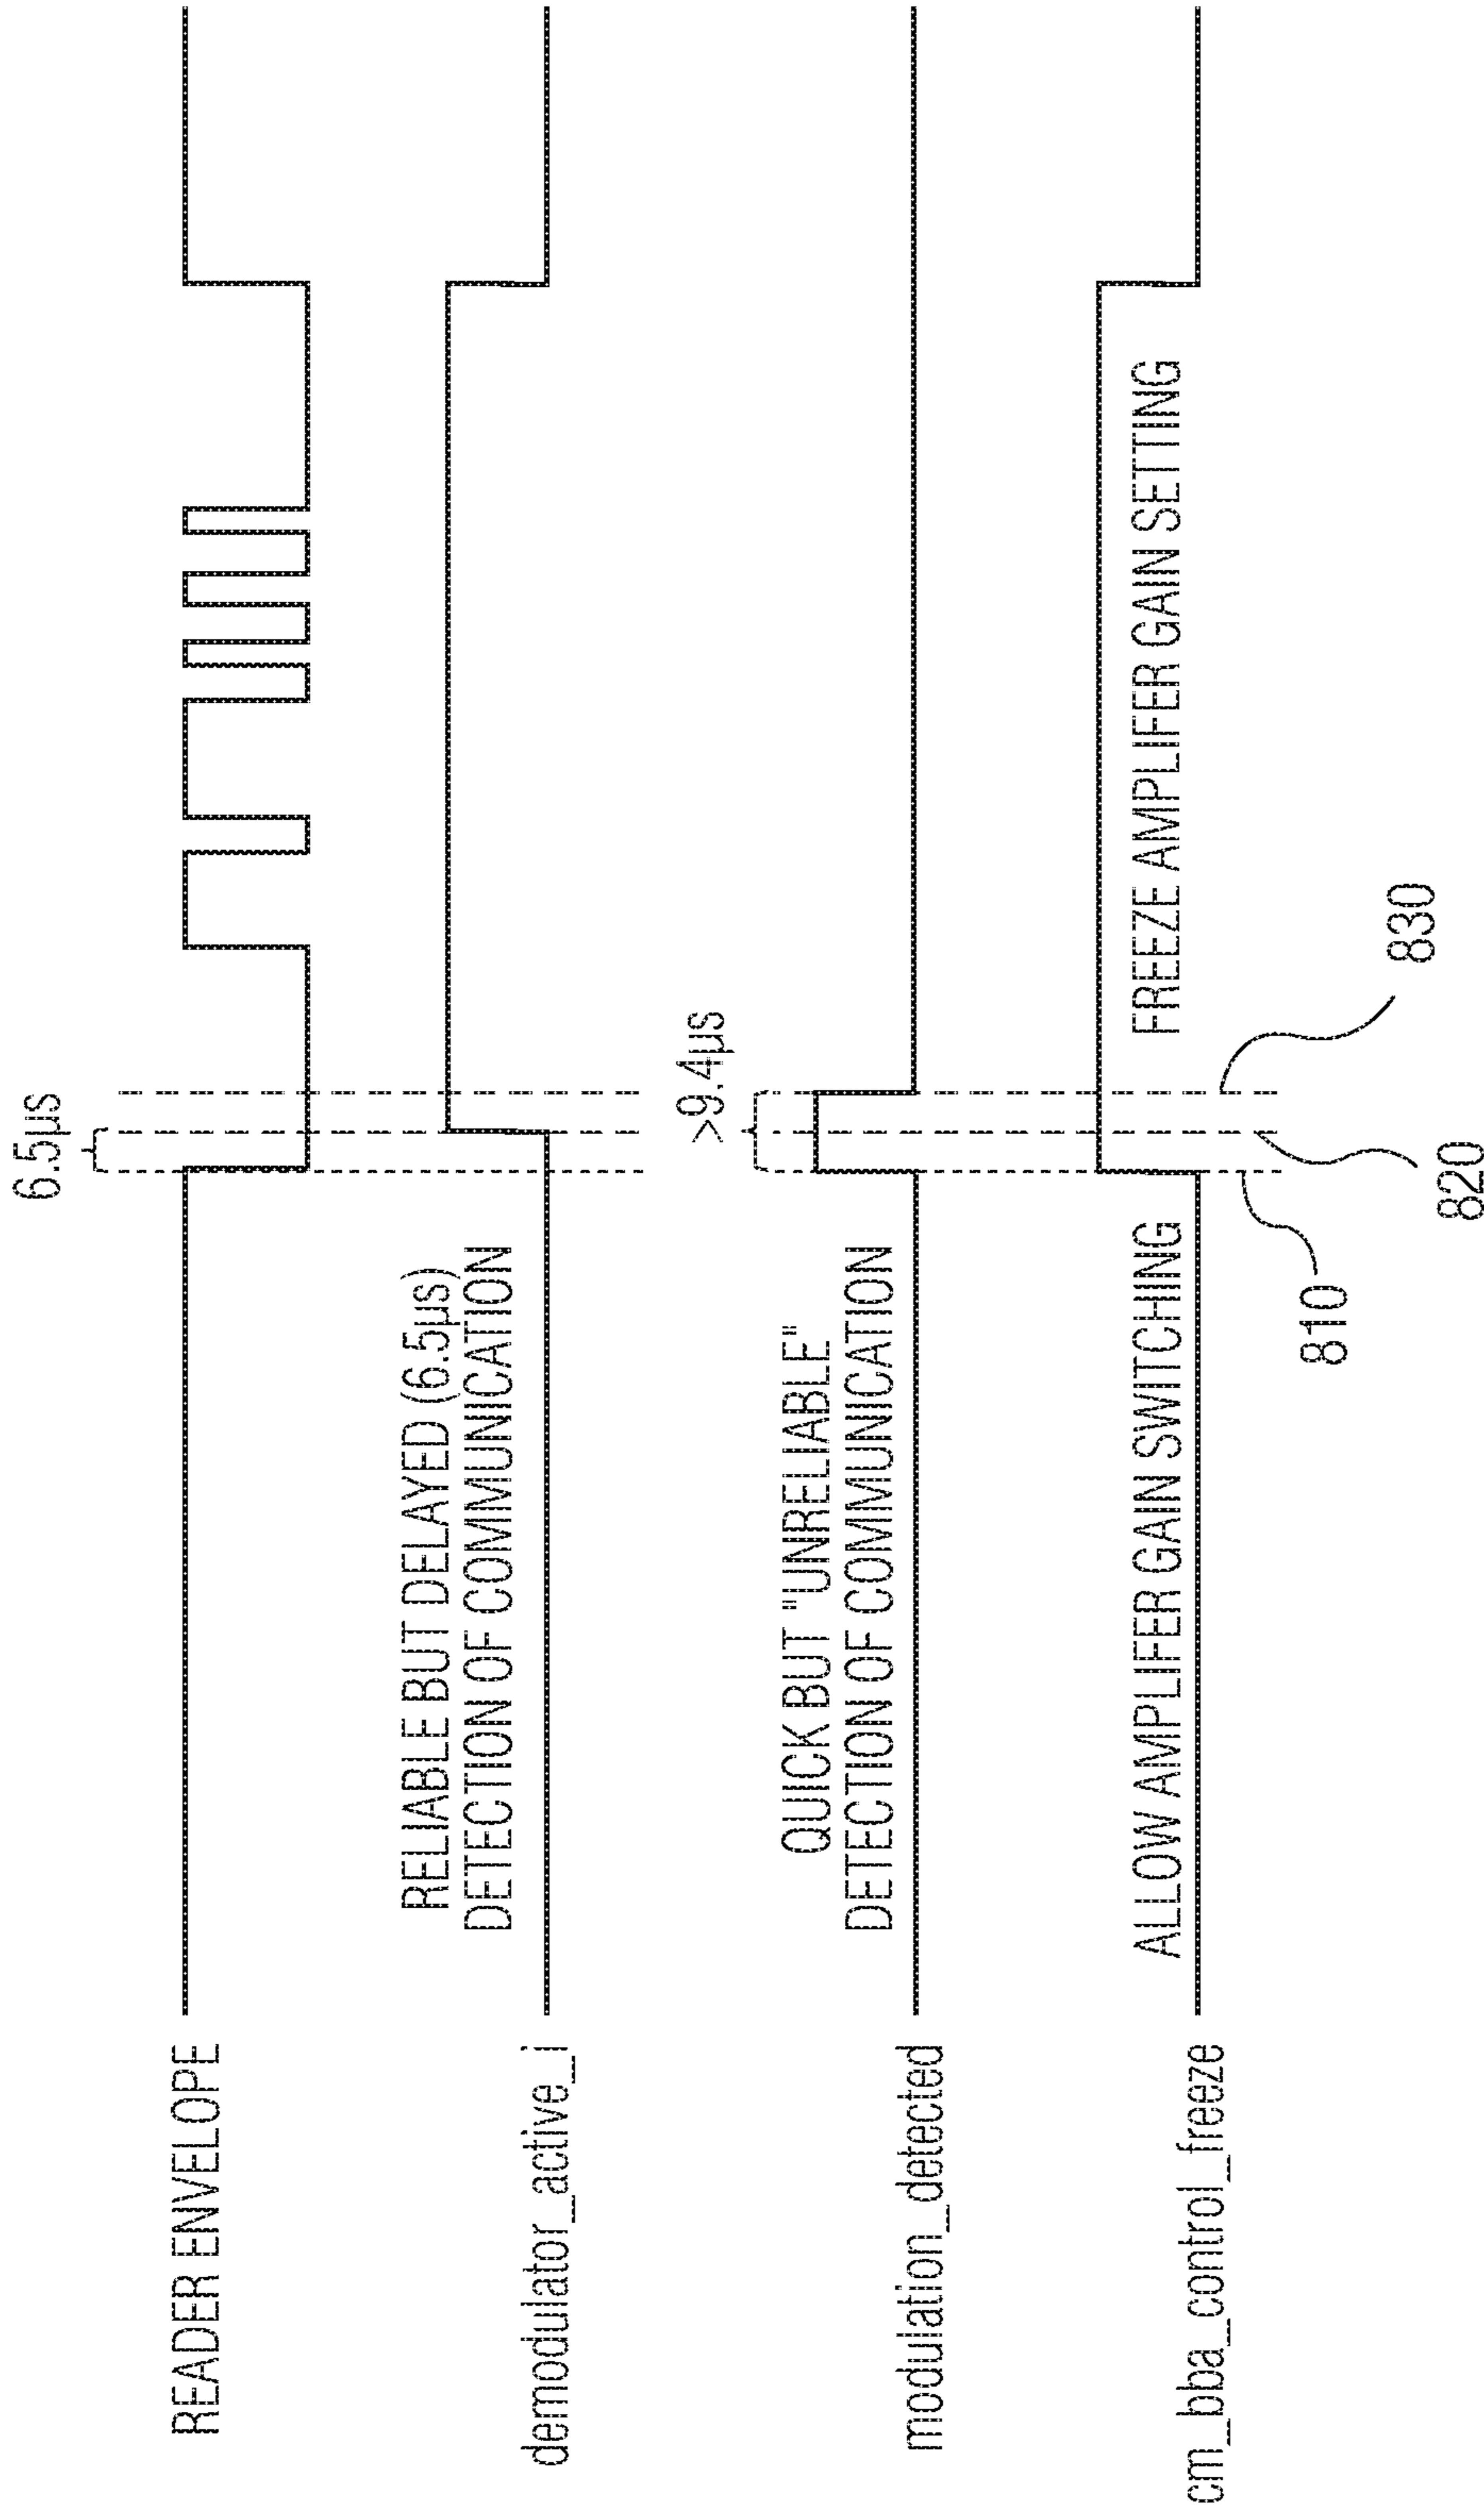 6.5µs
READER ENVELOPE
RELIABLE BUT DELAYED (6.5µs)
DETECTION OF COMMUNICATION
demodulator_active_i
>9.4µs
QUICK BUT "UNRELIABLE"
DETECTION OF COMMUNICATION
modulation_detected
ALLOW AMPLIFER GAIN SWITCHING
FREEZE AMPLIFER GAIN SETTING
cm_bba_control_freeze
810
820
830